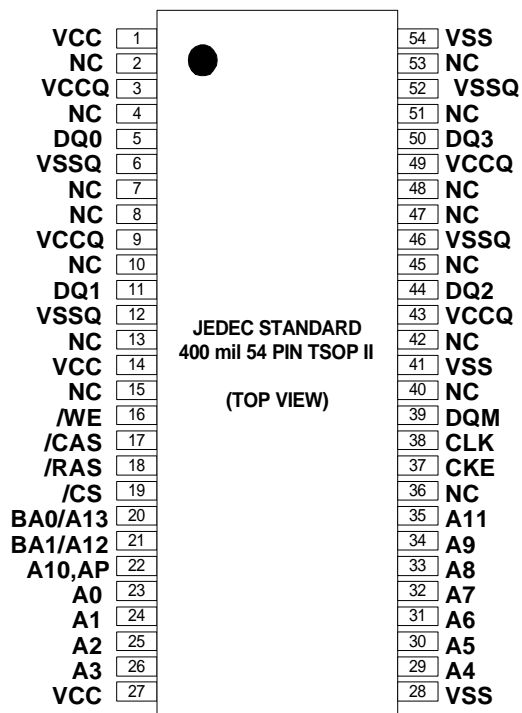 VCC 1 54 VSS
NC 2 53 NC
VCCQ 3 52 VSSQ
NC 4 51 NC
DQ0 5 50 DQ3
VSSQ 6 49 VCCQ
NC 7 48 NC
NC 8 47 NC
VCCQ 9 46 VSSQ
NC 10 45 NC
DQ1 11 44 DQ2
VSSQ 12 43 VCCQ
NC 13 42 NC
VCC 14 41 VSS
NC 15 40 NC
/WE 16 39 DQM
/CAS 17 38 CLK
/RAS 18 37 CKE
/CS 19 36 NC
BA0/A13 20 35 A11
BA1/A12 21 34 A9
A10,AP 22 33 A8
A0 23 32 A7
A1 24 31 A6
A2 25 30 A5
A3 26 29 A4
VCC 27 28 VSS
JEDEC STANDARD
400 mil 54 PIN TSOP II
(TOP VIEW)